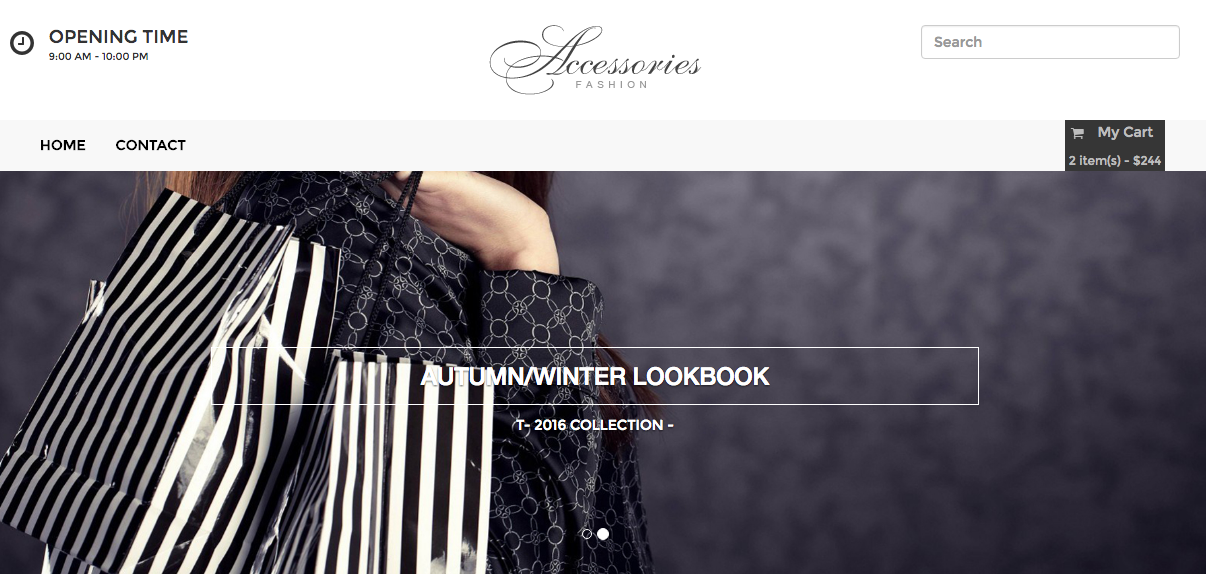 OPENING TIME
9:00 AM - 10:00 PM
Accessories
FASHION
Search
HOME
CONTACT
My Cart
2 item(s) - $244
AUTUMN/WINTER LOOKBOOK
T- 2016 COLLECTION -